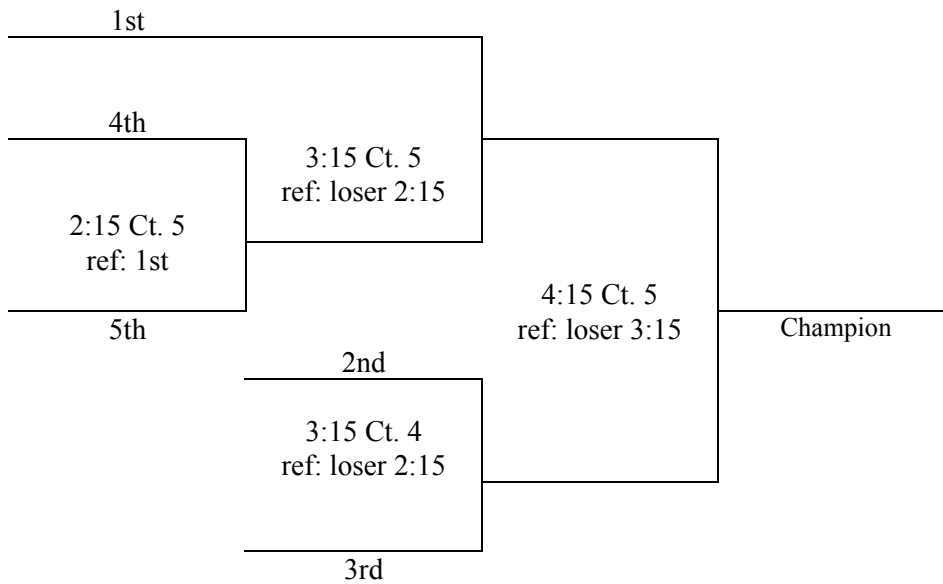 1st
4th
3:15 Ct. 5
ref: loser 2:15
2:15 Ct. 5
ref: 1st
4:15 Ct. 5
ref: loser 3:15
5th
Champion
2nd
3:15 Ct. 4
ref: loser 2:15
3rd